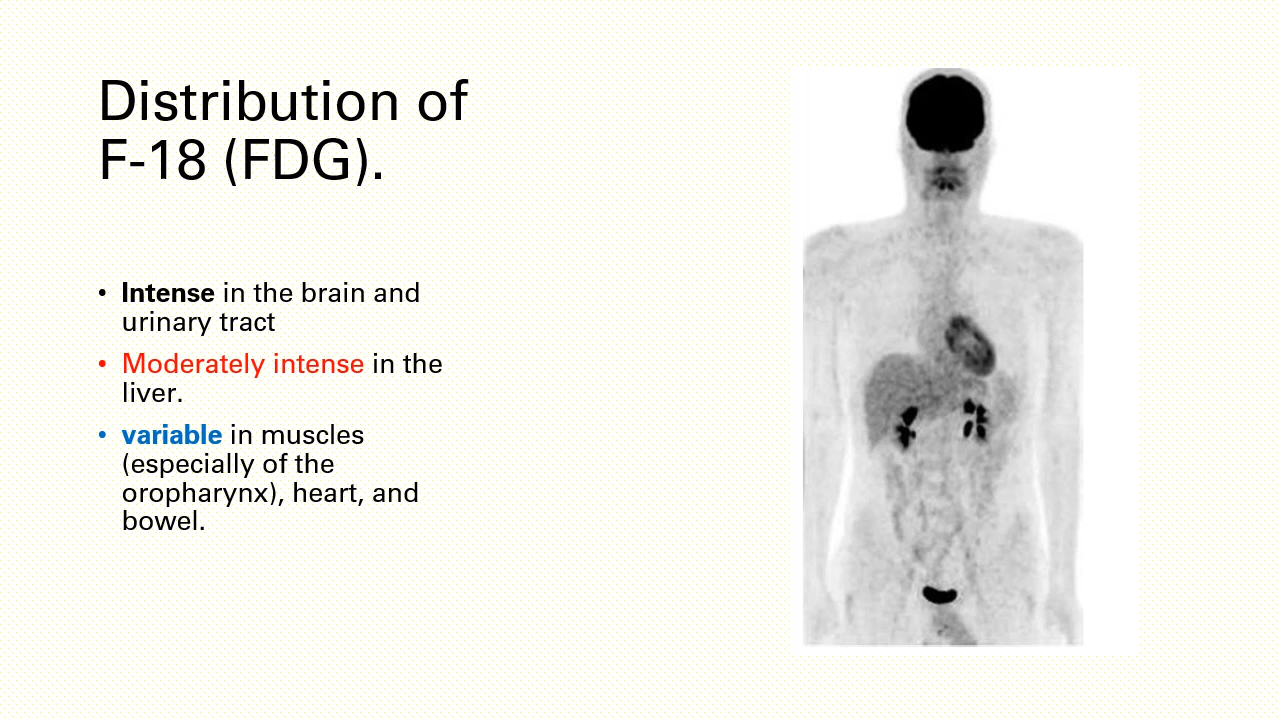 Distribution of
F-18 (FDG).
• Intense in the brain and
urinary tract
• Moderately intense in the
liver.
• variable in muscles
(especially of the
oropharynx), heart, and
bowel.